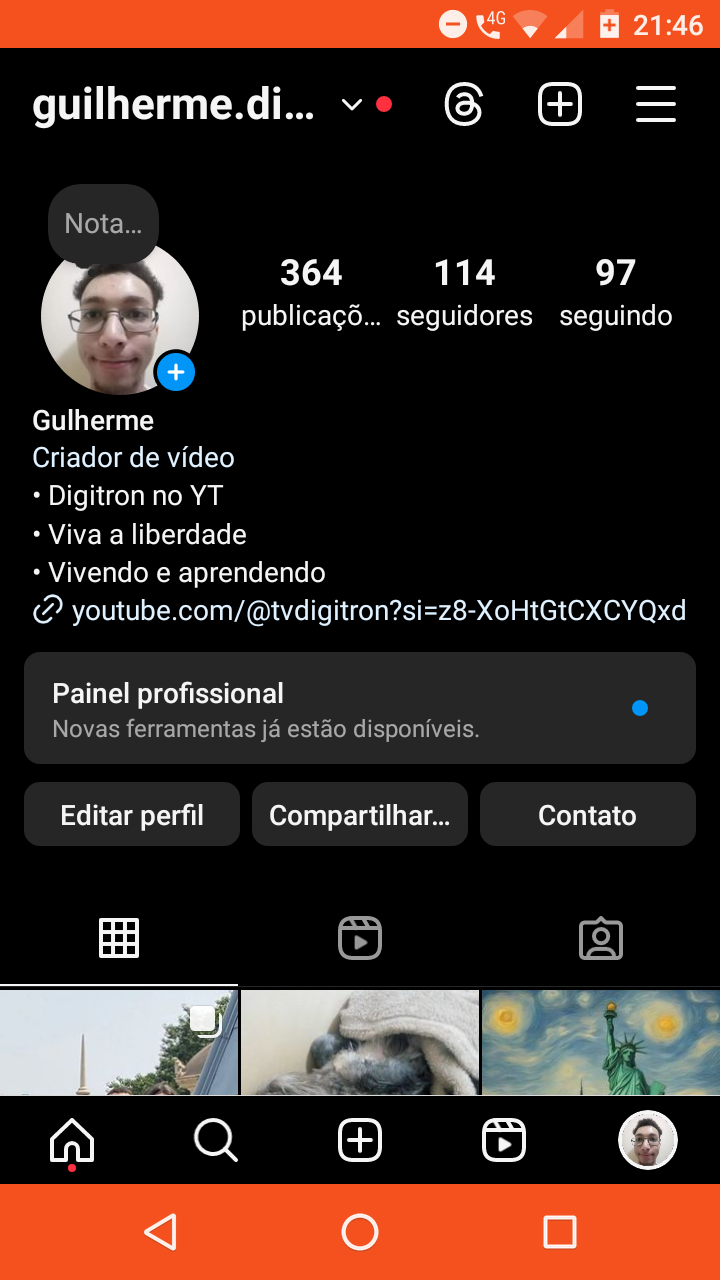 4G 21:46
guilherme.di...
Nota...
364 114 97
publicaçõ... seguidores seguindo
Gulherme
Criador de vídeo
• Digitron no YT
• Viva a liberdade
• Vivendo e aprendendo
youtube.com/@tvdigitron?si=z8-XoHtGtCXCYQxd
Painel profissional
Novas ferramentas já estão disponíveis.
Editar perfil Compartilhar... Contato